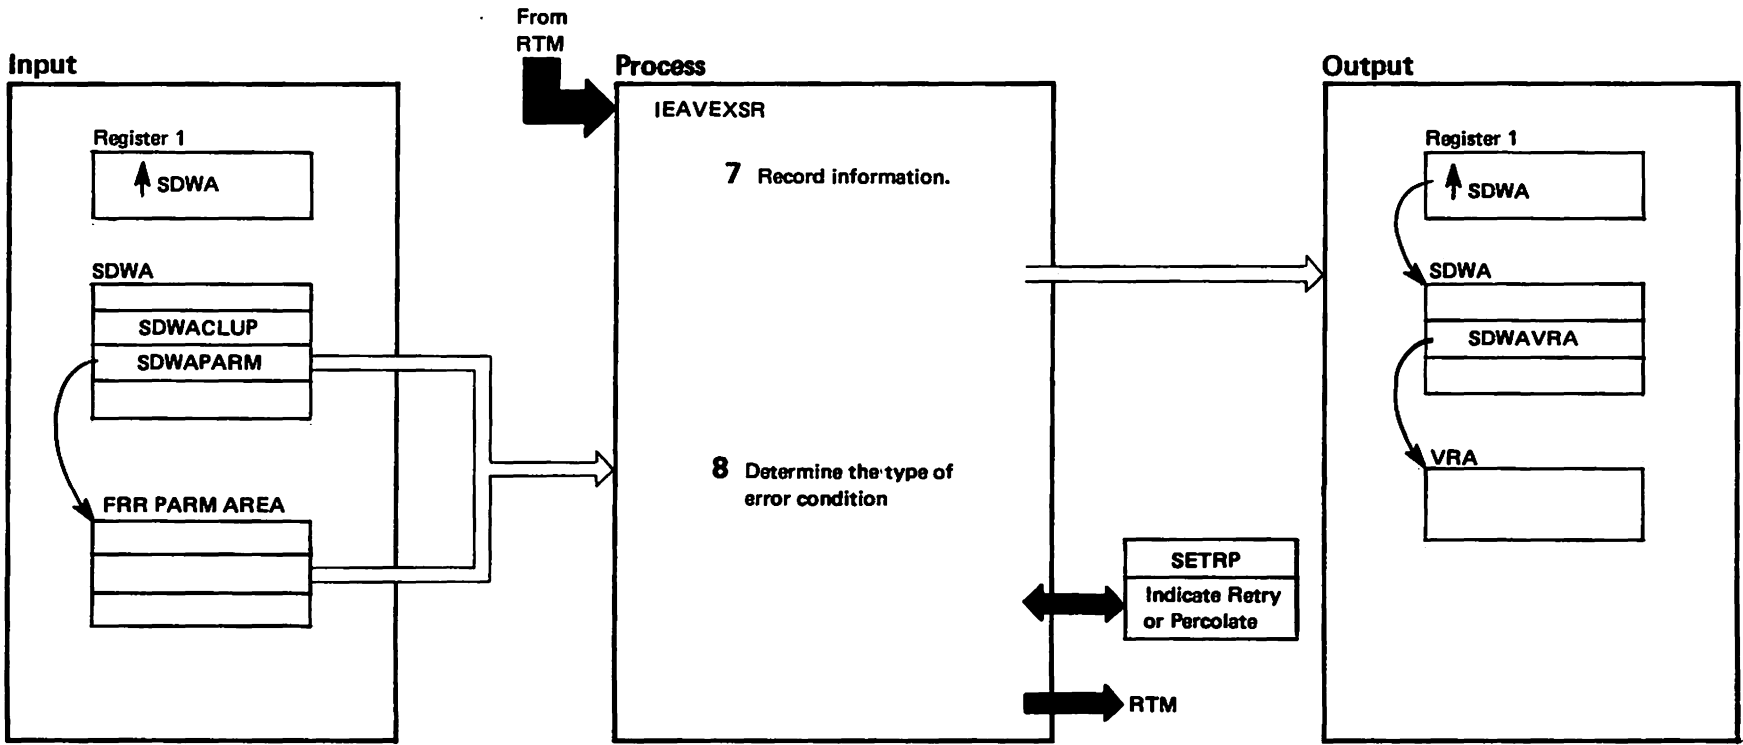 From
RTM
Input
Process
Output
Register 1
SDWA
SDWA
SDWACLUP
SDWAPARM
FRR PARM AREA
IEAVEXSR
7 Record information.
8 Determine the type of
error condition
SETRP
Indicate Retry
or Percolate
RTM
Register 1
SDWA
SDWA
SDWAVRA
VRA